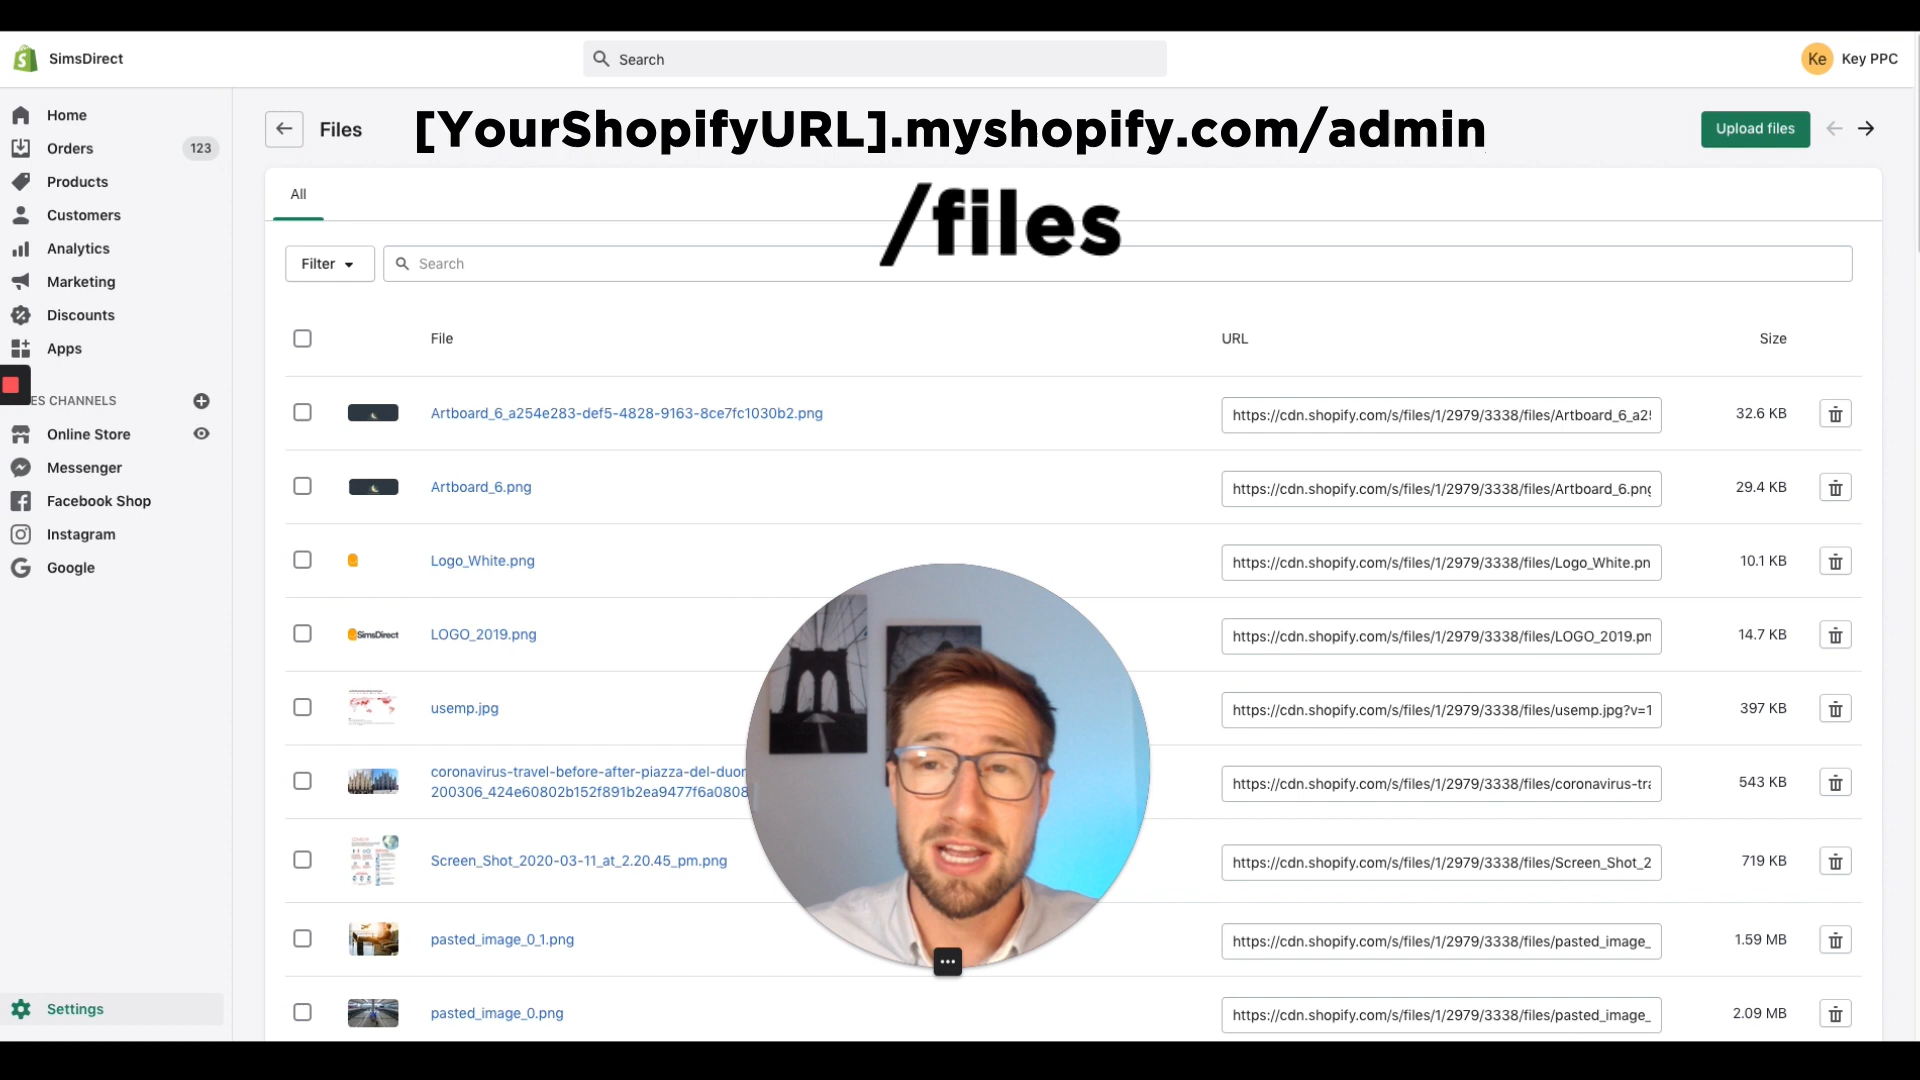 SimsDirect
Search
Ke
Key PPC
Home
Orders
123
Products
Customers
Analytics
Marketing
Discounts
Apps
ES CHANNELS
Online Store
Messenger
Facebook Shop
Instagram
Google
Settings
Files
[YourShopifyURL].myshopify.com/admin
/files
Upload files
All
Filter
Search
File URL Size
Artboard_6_a254e283-def5-4828-9163-8ce7fc1030b2.png https://cdn.shopify.com/s/files/1/2979/3338/files/Artboard_6_a2 32.6 KB
Artboard_6.png https://cdn.shopify.com/s/files/1/2979/3338/files/Artboard_6.png 29.4 KB
Logo_White.png https://cdn.shopify.com/s/files/1/2979/3338/files/Logo_White.pn 10.1 KB
SimsDirect LOGO_2019.png https://cdn.shopify.com/s/files/1/2979/3338/files/LOGO_2019.pn 14.7 KB
usemp.jpg https://cdn.shopify.com/s/files/1/2979/3338/files/usemp.jpg?v=1 397 KB
coronavirus-travel-before-after-piazza-del-duor
200306_424e60802b152f891b2ea9477f6a0808 https://cdn.shopify.com/s/files/1/2979/3338/files/coronavirus-tra 543 KB
Screen_Shot_2020-03-11_at_2.20.45_pm.png https://cdn.shopify.com/s/files/1/2979/3338/files/Screen_Shot_2 719 KB
pasted_image_0_1.png https://cdn.shopify.com/s/files/1/2979/3338/files/pasted_image_ 1.59 MB
pasted_image_0.png https://cdn.shopify.com/s/files/1/2979/3338/files/pasted_image_ 2.09 MB